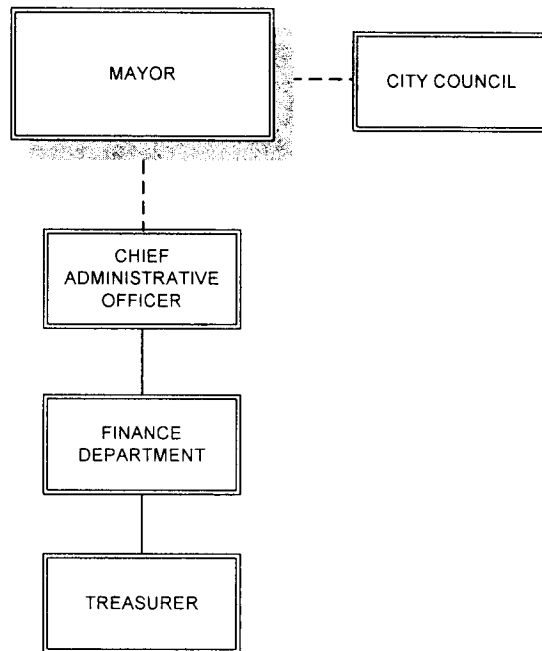 MAYOR
CITY COUNCIL
CHIEF
ADMINISTRATIVE
OFFICER
FINANCE
DEPARTMENT
TREASURER